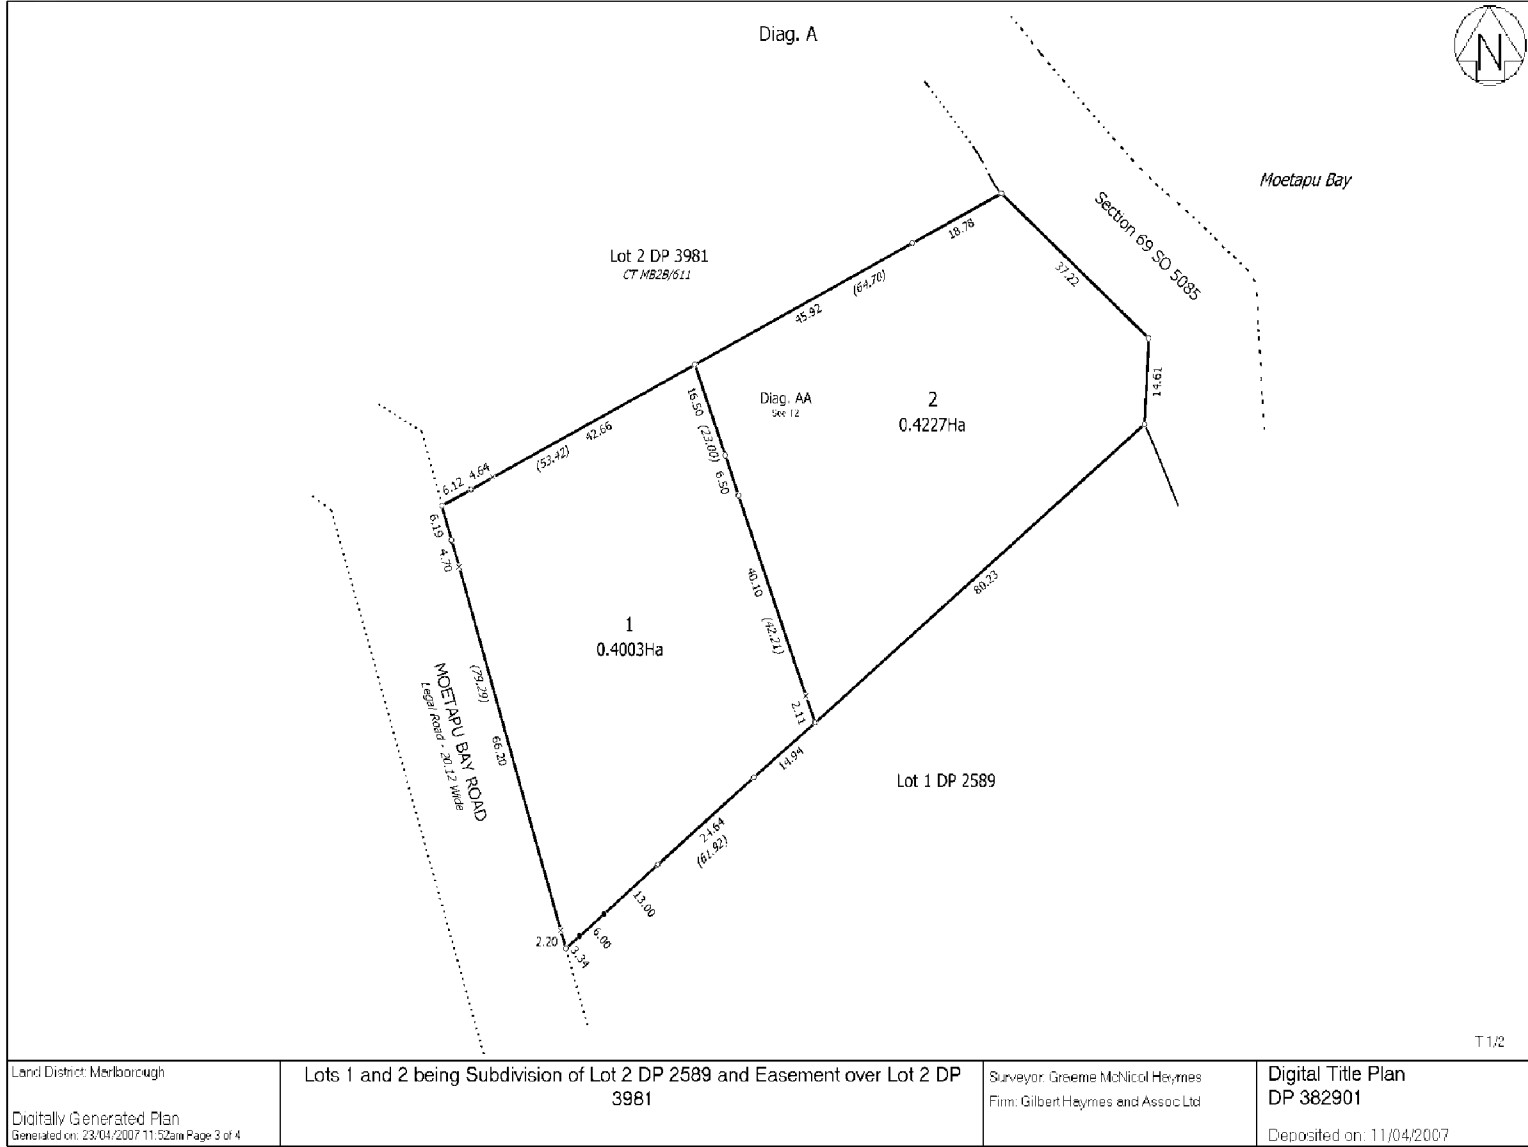 Diag. A
N
Moetapu Bay
Section 69 SO 5085
Lot 2 DP 3981
CT MB2B/611
18.78
37.22
(64.70)
45.92
14.61
16.50
(23.00)
6.50
Diag. AA
See T2
2
0.4227Ha
42.66
(53.42)
4.64
6.12
6.19
4.70
80.23
40.10
(42.21)
2.11
1
0.4003Ha
(79.29)
66.20
MOETAPU BAY ROAD
Legal Road - 20.12 Wide
14.94
Lot 1 DP 2589
24.64
(61.92)
13.00
6.00
3.34
2.20
T 1/2
Land District: Marlborough
Digitally Generated Plan
Generated on: 23/04/2007 11:52am Page 3 of 4
Lots 1 and 2 being Subdivision of Lot 2 DP 2589 and Easement over Lot 2 DP
3981
Surveyor: Graeme McNicol Haymes
Firm: Gilbert Haymes and Assoc Ltd
Digital Title Plan
DP 382901
Deposited on: 11/04/2007